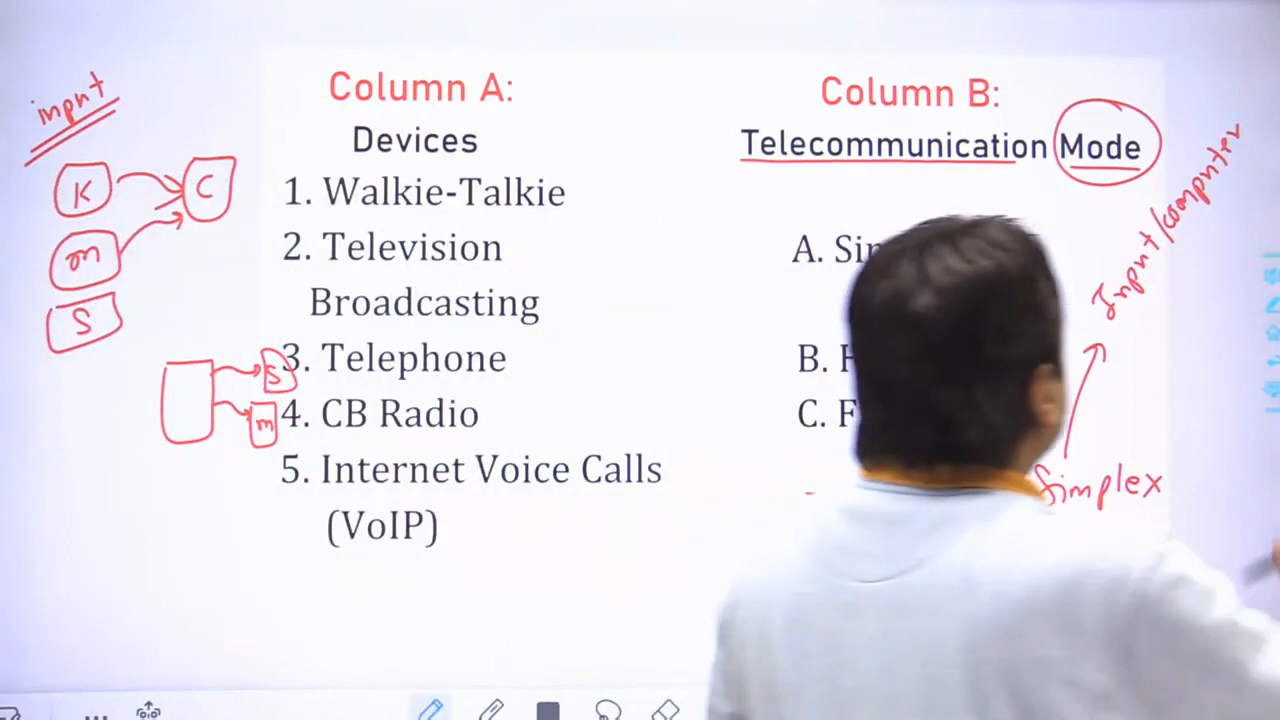 input
K
C
m
S
S
m
Column A:
Devices
1. Walkie-Talkie
2. Television
Broadcasting
3. Telephone
4. CB Radio
5. Internet Voice Calls
(VoIP)
Column B:
Telecommunication Mode
A.
B.
C.
Simplex
Input/computer